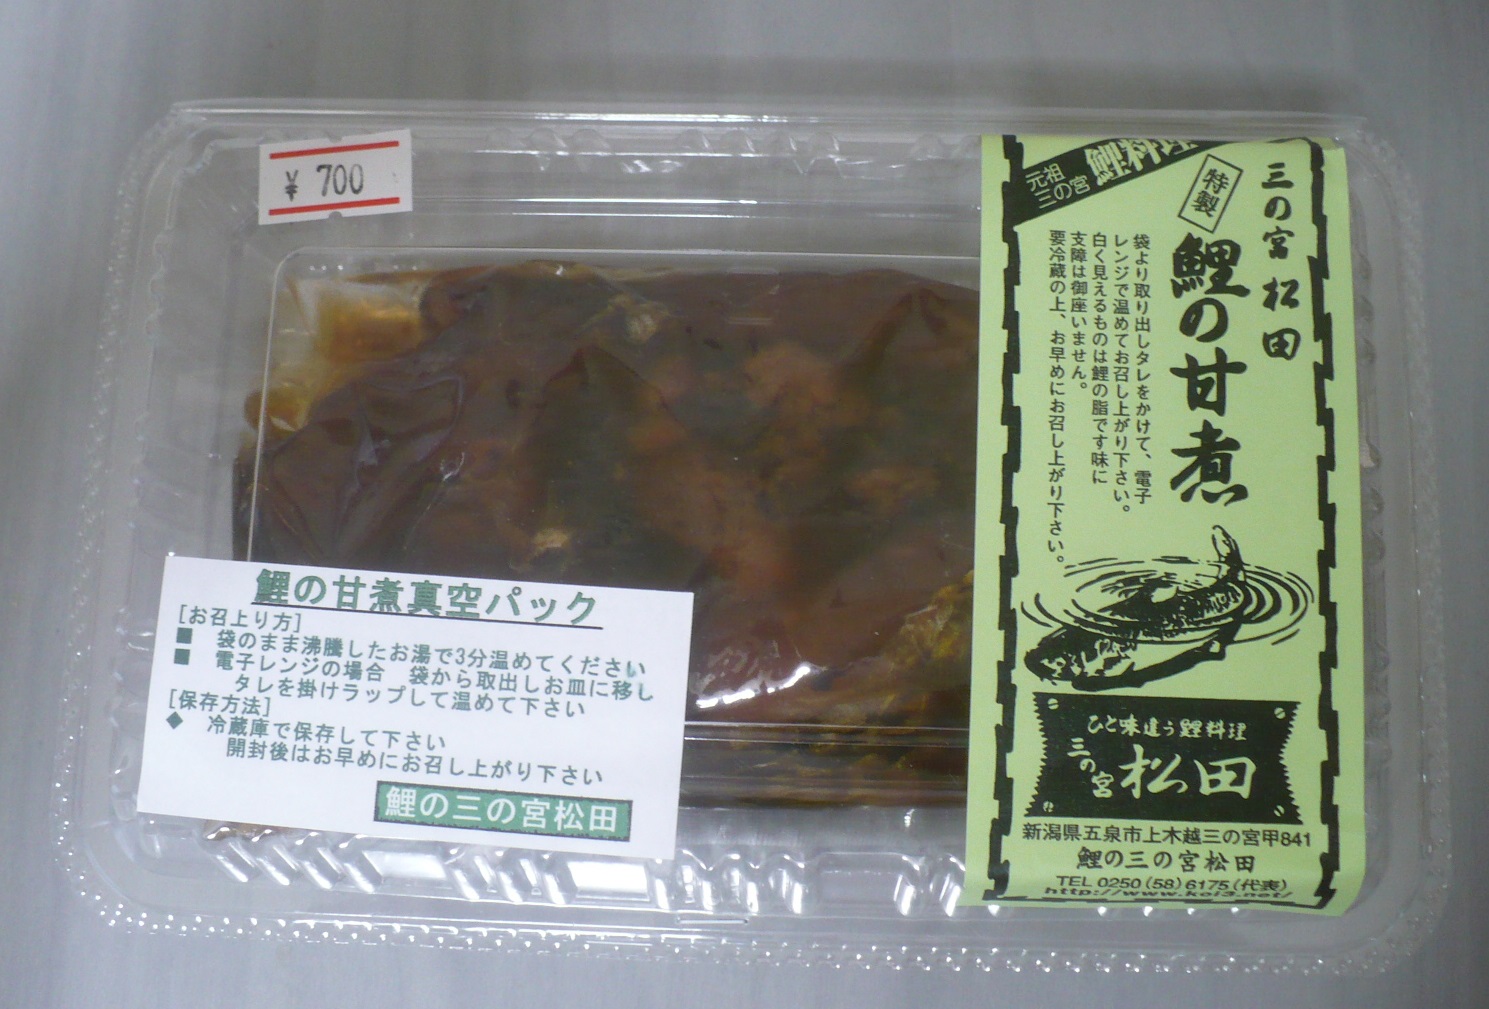 ¥ 700
元祖
三の宮
鯉料理
特製
三の宮 松田
鯉の甘煮
袋より取り出しタレをかけて、電子
レンジで温めてお召し上がり下さい。
白く見えるものは鯉の脂です味に
支障は御座いません。
要冷蔵の上、お早めにお召し上がり下さい。
ひと味違う鯉料理
三の宮 松田
新潟県五泉市上木越三の宮甲841
鯉の三の宮松田
TEL 0250(58)6175(代表)
http://www.koi3.net/
鯉の甘煮真空パック
[お召上り方]
■ 袋のまま沸騰したお湯で3分温めてください
■ 電子レンジの場合 袋から取出しお皿に移し
タレを掛けラップして温めて下さい
[保存方法]
◆ 冷蔵庫で保存して下さい
開封後はお早めにお召し上がり下さい
鯉の三の宮松田